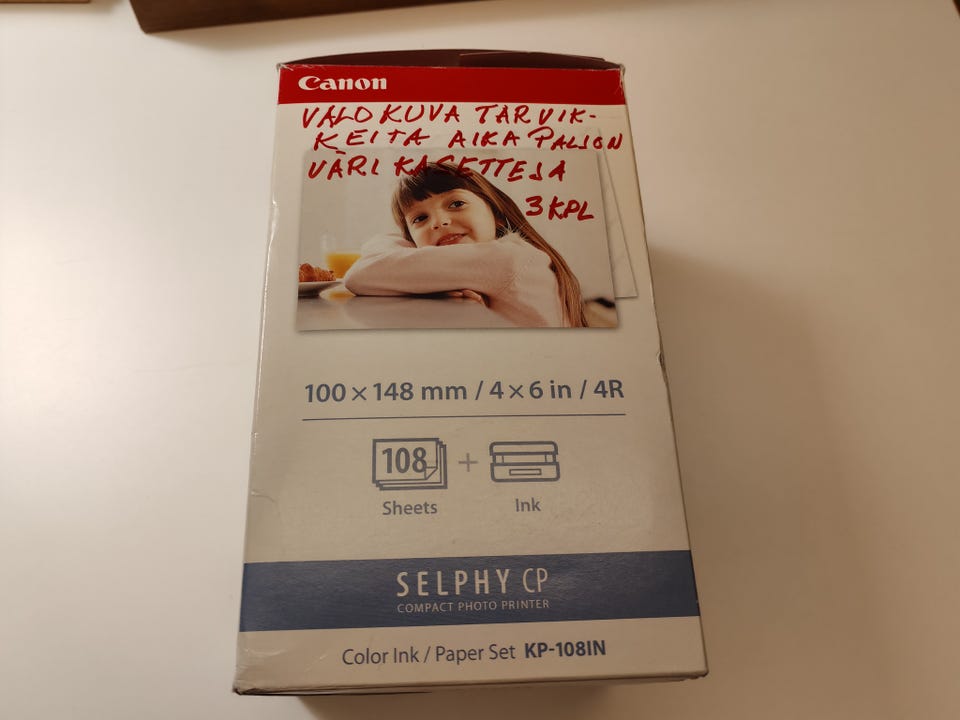 Canon
VALOKUVA TARVIK-
KEITA AIKA PALJON
VÄRI KASETTEJA
3 KPL
100 × 148 mm / 4 × 6 in / 4R
108
Sheets + Ink
SELPHY CP
COMPACT PHOTO PRINTER
Color Ink / Paper Set KP-108IN